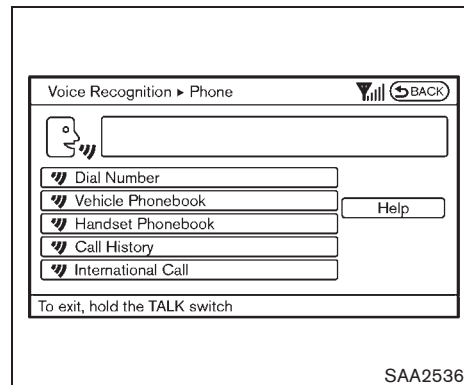 Voice Recognition ▸ Phone
BACK
Dial Number
Vehicle Phonebook
Help
Handset Phonebook
Call History
International Call
To exit, hold the TALK switch
SAA2536